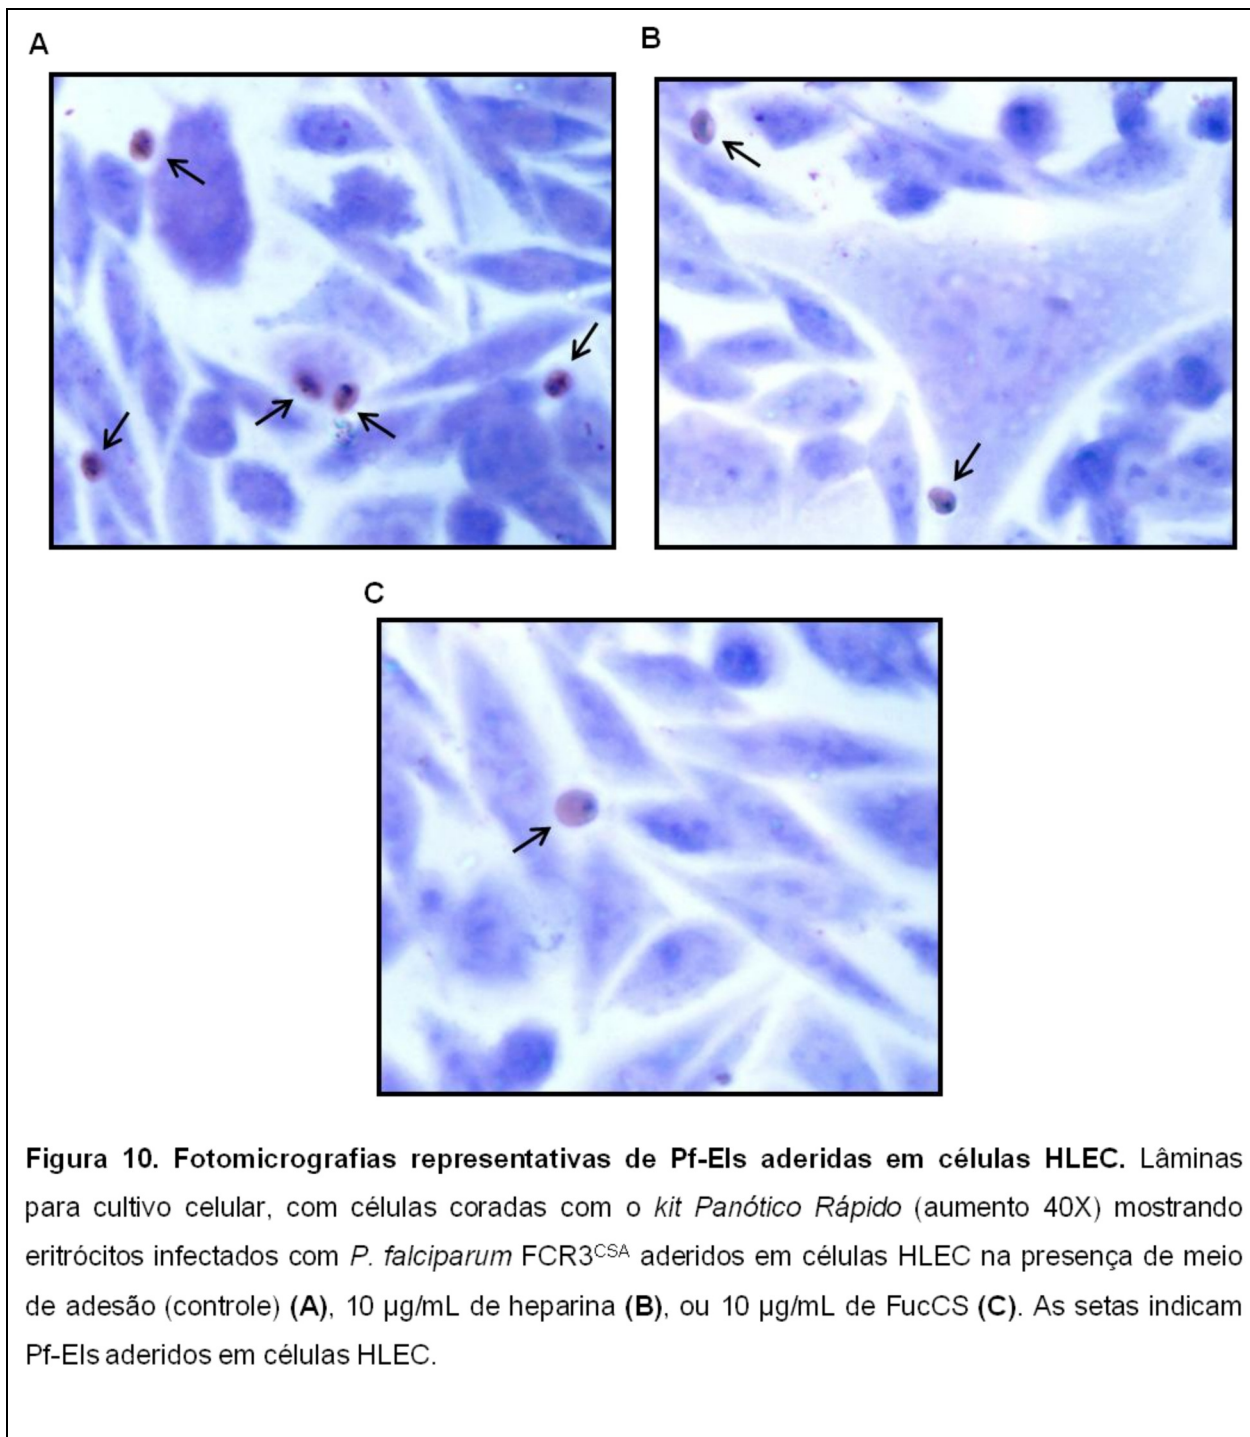 A
B
C
Figura 10. Fotomicrografias representativas de Pf-EIs aderidas em células HLEC. Lâminas
para cultivo celular, com células coradas com o kit Panótico Rápido (aumento 40X) mostrando
eritrócitos infectados com P. falciparum FCR3ᶜˢᴬ aderidos em células HLEC na presença de meio
de adesão (controle) (A), 10 µg/mL de heparina (B), ou 10 µg/mL de FucCS (C). As setas indicam
Pf-EIs aderidos em células HLEC.